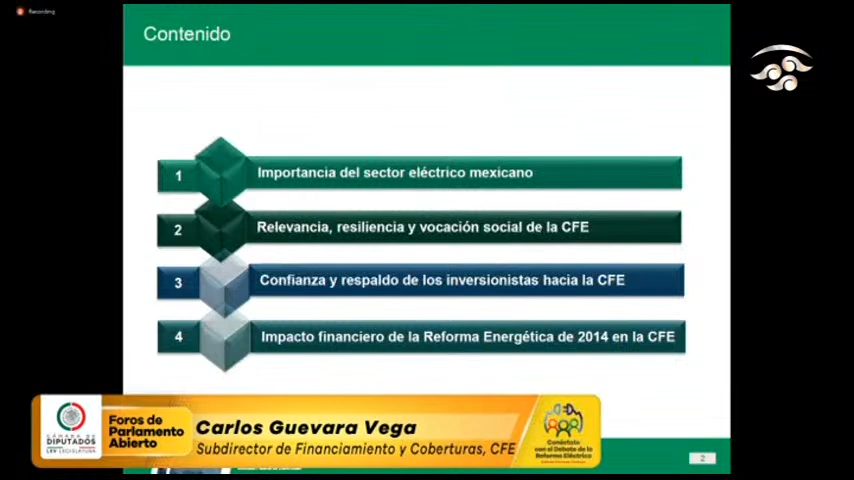 Recording
Contenido
1 Importancia del sector eléctrico mexicano
2 Relevancia, resiliencia y vocación social de la CFE
3 Confianza y respaldo de los inversionistas hacia la CFE
4 Impacto financiero de la Reforma Energética de 2014 en la CFE
CÁMARA DE
DIPUTADOS
LXV LEGISLATURA
Foros de
Parlamento
Abierto
Carlos Guevara Vega
Subdirector de Financiamiento y Coberturas, CFE
Conéctate
con el Debate de la
Reforma Eléctrica
2